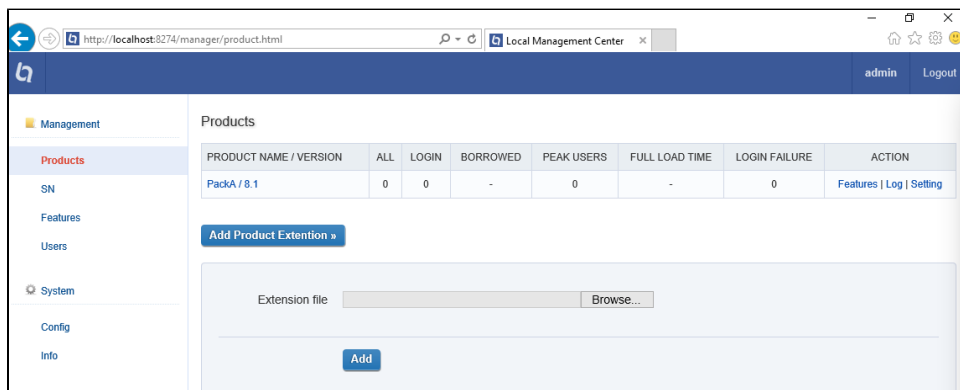 http://localhost:8274/manager/product.html
Local Management Center
admin Logout
Management
Products
SN
Features
Users
System
Config
Info
Products
PRODUCT NAME / VERSION ALL LOGIN BORROWED PEAK USERS FULL LOAD TIME LOGIN FAILURE ACTION
PackA / 8.1 0 0 - 0 - 0 Features | Log | Setting
Add Product Extention »
Extension file Browse...
Add